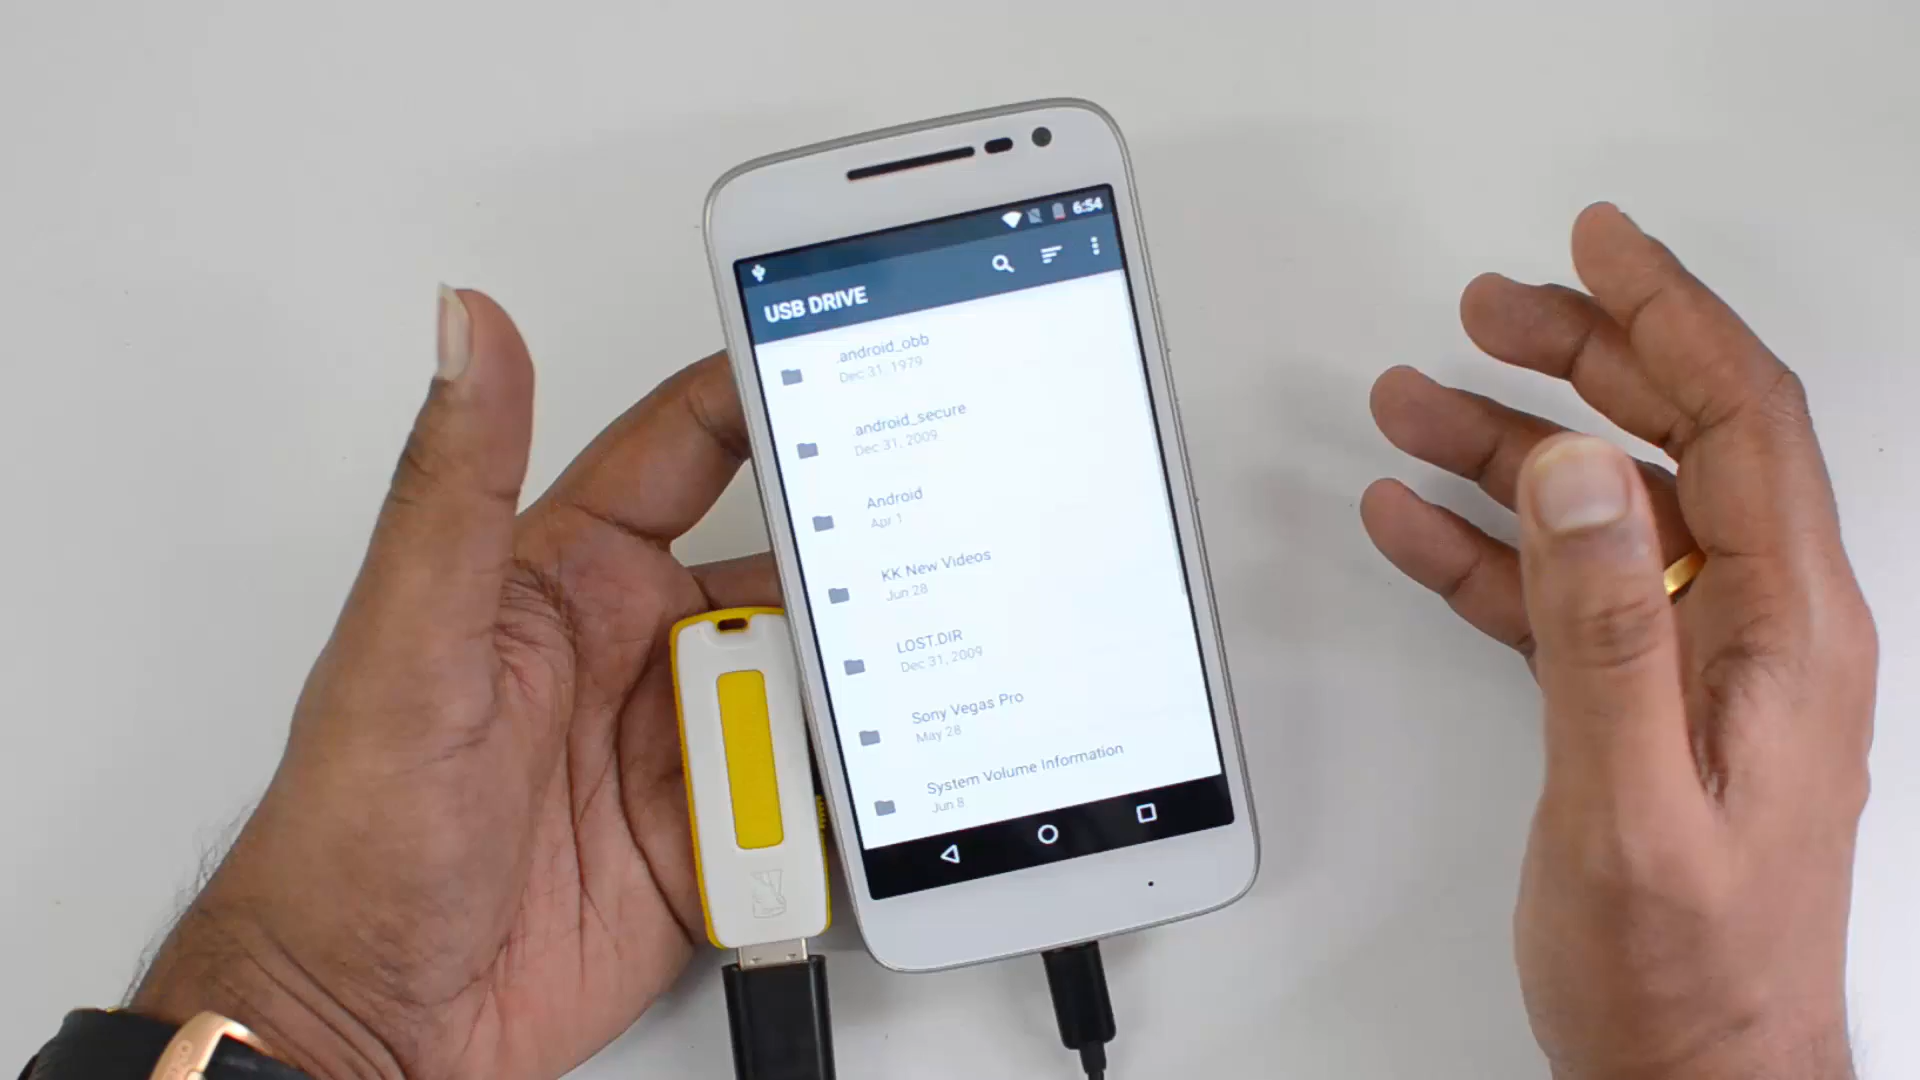 6:54
USB DRIVE
.android_obb
Dec 31, 1979
.android_secure
Dec 31, 2009
Android
Apr 1
KK New Videos
Jun 28
LOST.DIR
Dec 31, 2009
Sony Vegas Pro
May 28
System Volume Information
Jun 8